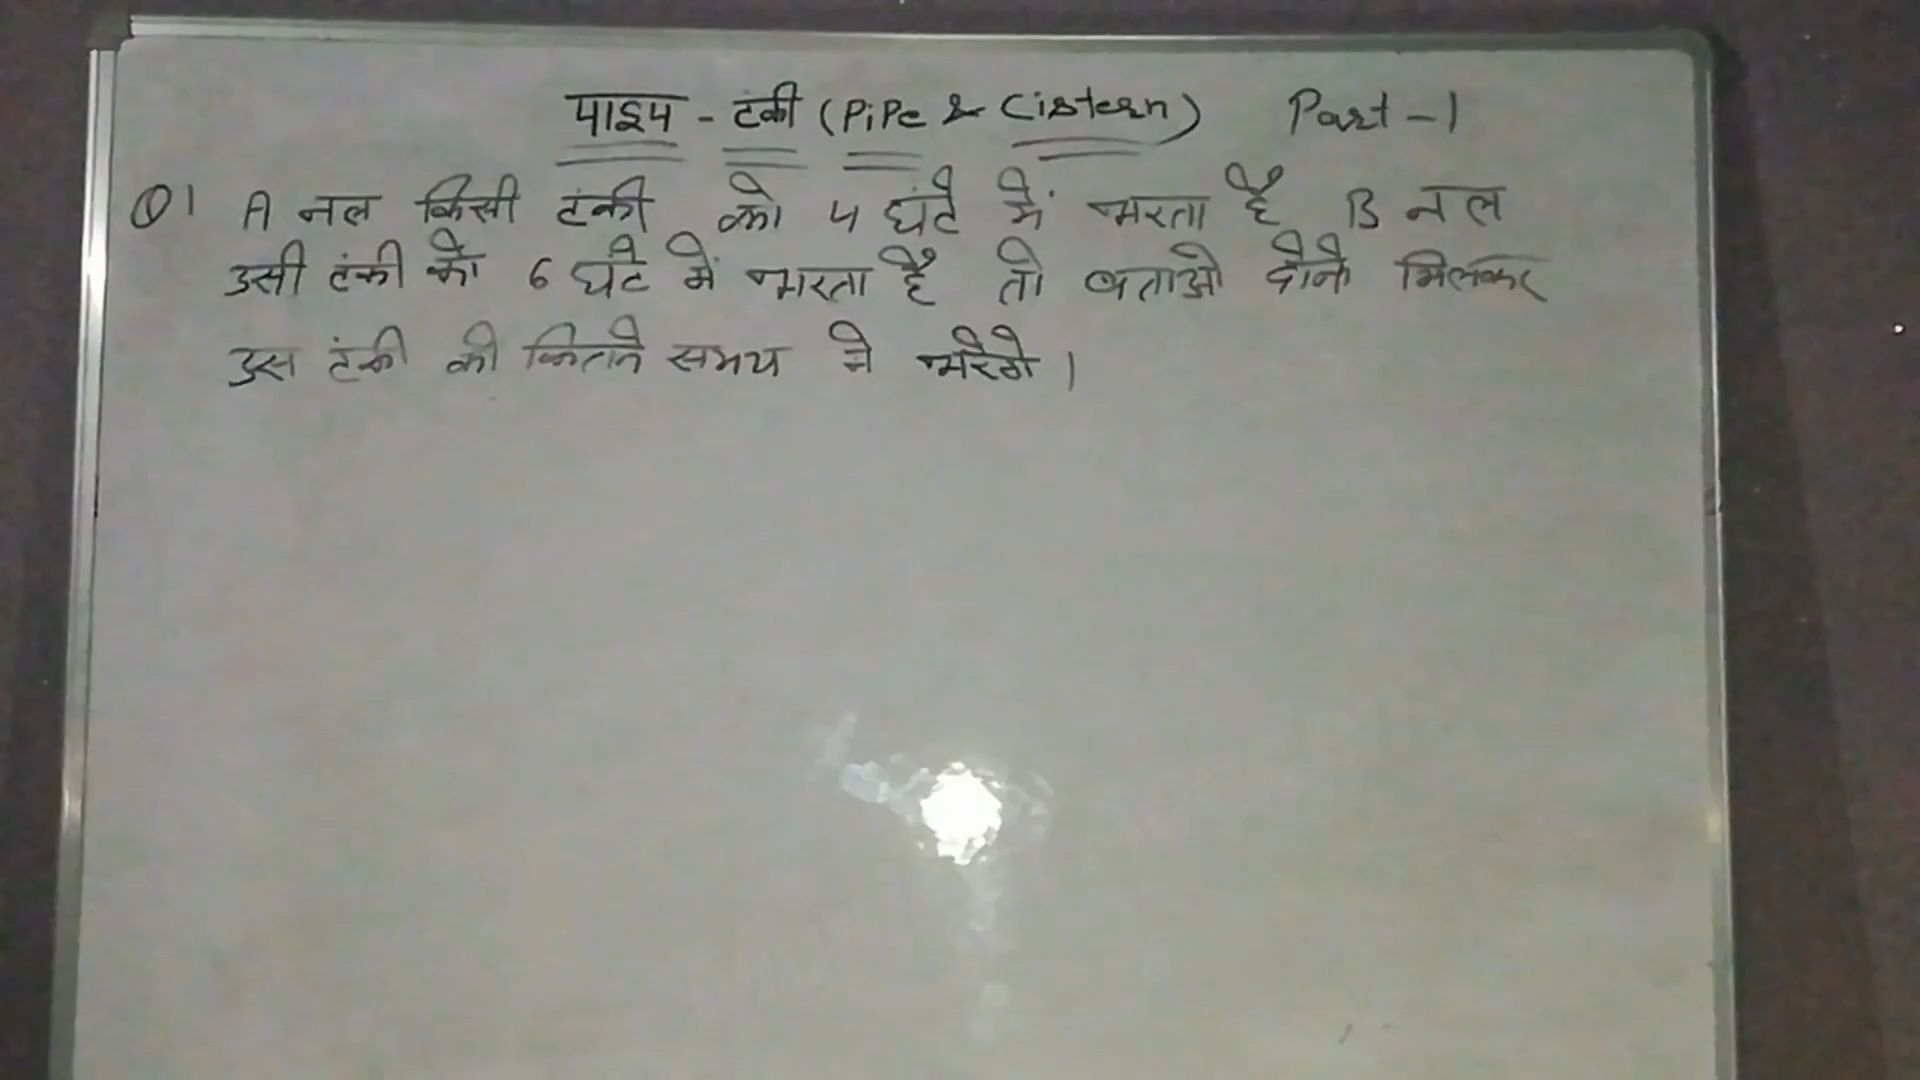 पाइप - टंकी (Pipe & Cistern) Part-1
Q1 A नल किसी टंकी को 4 घंटे में भरता है B नल
उसी टंकी को 6 घंटे में भरता है तो बताओ दोनो मिलकर
उस टंकी को कितने समय मे भरेगे।